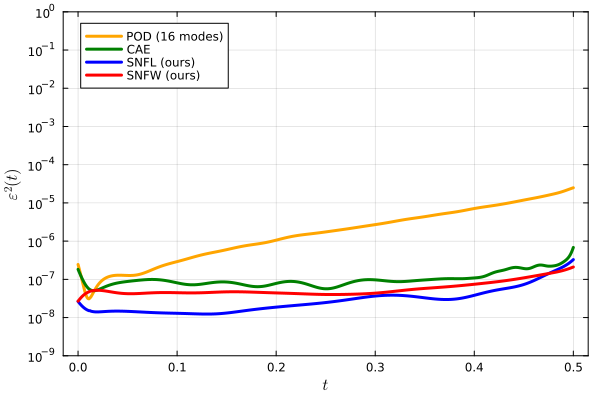 10^0
10^-1
10^-2
10^-3
10^-4
10^-5
10^-6
10^-7
10^-8
10^-9
ε^2(t)
POD (16 modes)
CAE
SNFL (ours)
SNFW (ours)
0.0 0.1 0.2 0.3 0.4 0.5
t